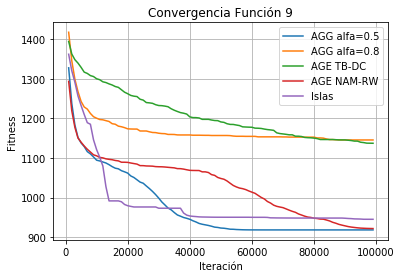 Convergencia Función 9
Fitness
1400
1300
1200
1100
1000
900
0 20000 40000 60000 80000 100000
Iteración
AGG alfa=0.5
AGG alfa=0.8
AGE TB-DC
AGE NAM-RW
Islas